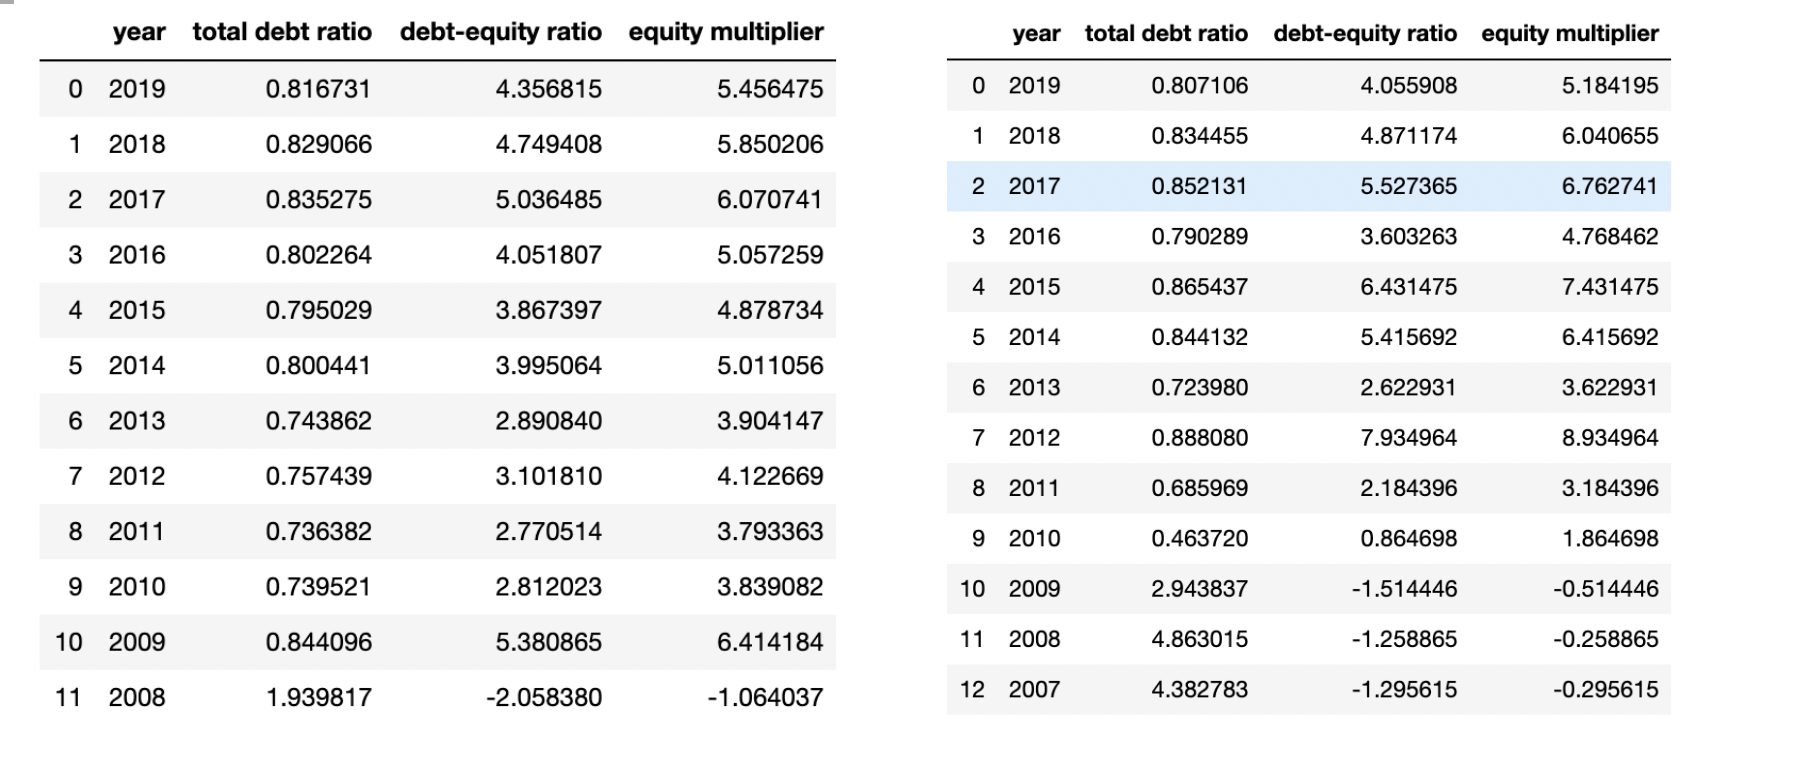 year total debt ratio debt-equity ratio equity multiplier
0 2019 0.816731 4.356815 5.456475
1 2018 0.829066 4.749408 5.850206
2 2017 0.835275 5.036485 6.070741
3 2016 0.802264 4.051807 5.057259
4 2015 0.795029 3.867397 4.878734
5 2014 0.800441 3.995064 5.011056
6 2013 0.743862 2.890840 3.904147
7 2012 0.757439 3.101810 4.122669
8 2011 0.736382 2.770514 3.793363
9 2010 0.739521 2.812023 3.839082
10 2009 0.844096 5.380865 6.414184
11 2008 1.939817 -2.058380 -1.064037
year total debt ratio debt-equity ratio equity multiplier
0 2019 0.807106 4.055908 5.184195
1 2018 0.834455 4.871174 6.040655
2 2017 0.852131 5.527365 6.762741
3 2016 0.790289 3.603263 4.768462
4 2015 0.865437 6.431475 7.431475
5 2014 0.844132 5.415692 6.415692
6 2013 0.723980 2.622931 3.622931
7 2012 0.888080 7.934964 8.934964
8 2011 0.685969 2.184396 3.184396
9 2010 0.463720 0.864698 1.864698
10 2009 2.943837 -1.514446 -0.514446
11 2008 4.863015 -1.258865 -0.258865
12 2007 4.382783 -1.295615 -0.295615